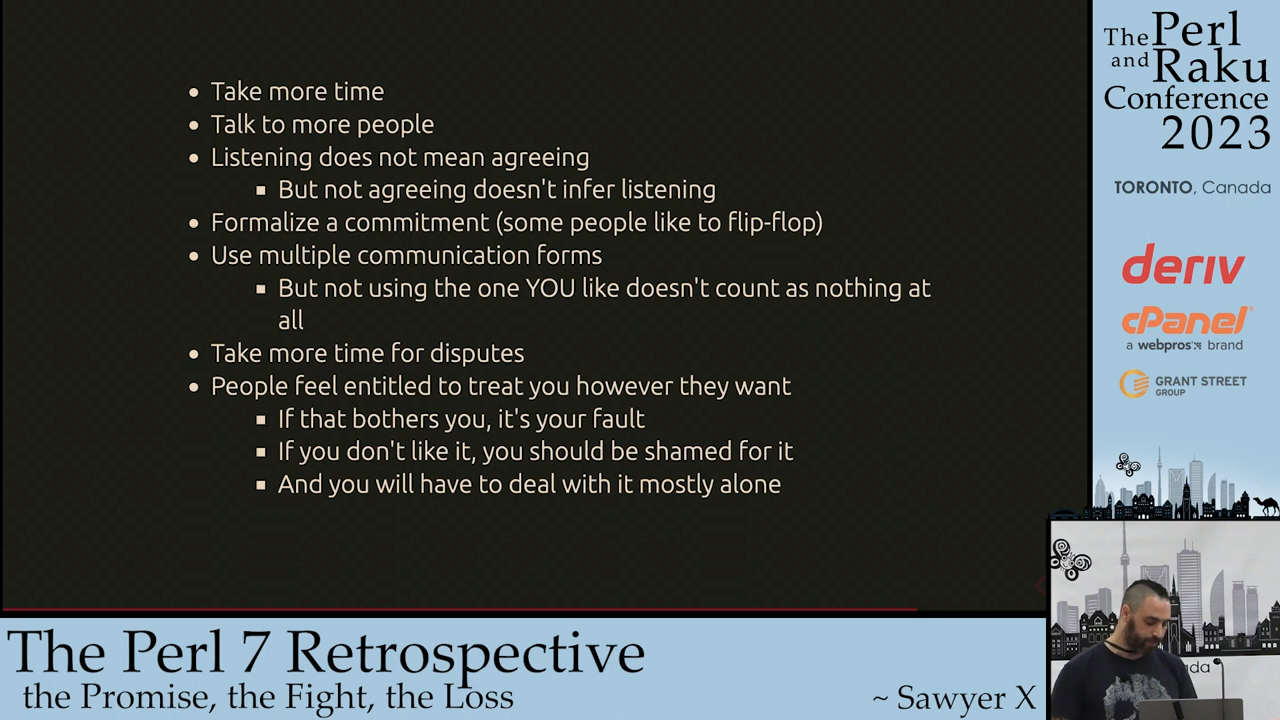 Take more time
Talk to more people
Listening does not mean agreeing
But not agreeing doesn't infer listening
Formalize a commitment (some people like to flip-flop)
Use multiple communication forms
But not using the one YOU like doesn't count as nothing at
all
Take more time for disputes
People feel entitled to treat you however they want
If that bothers you, it's your fault
If you don't like it, you should be shamed for it
And you will have to deal with it mostly alone
The Perl
and Raku
Conference
2023
TORONTO, Canada
deriv
cPanel®
a webpros brand
GRANT STREET
GROUP
The Perl 7 Retrospective
the Promise, the Fight, the Loss
~ Sawyer X